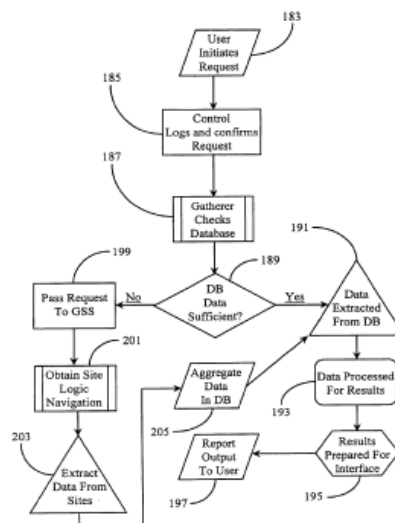 183
User
Initiates
Request
185
Control
Logs and confirms
Request
187
Gatherer
Checks
Database
189
DB
Data
Sufficient?
No
Yes
191
Data
Extracted
From DB
199
Pass Request
To GSS
201
Obtain Site
Logic
Navigation
203
Extract
Data From
Sites
Aggregate
Data
In DB
205
Data Processed
For Results
193
Results
Prepared For
Interface
195
Report
Output
To User
197